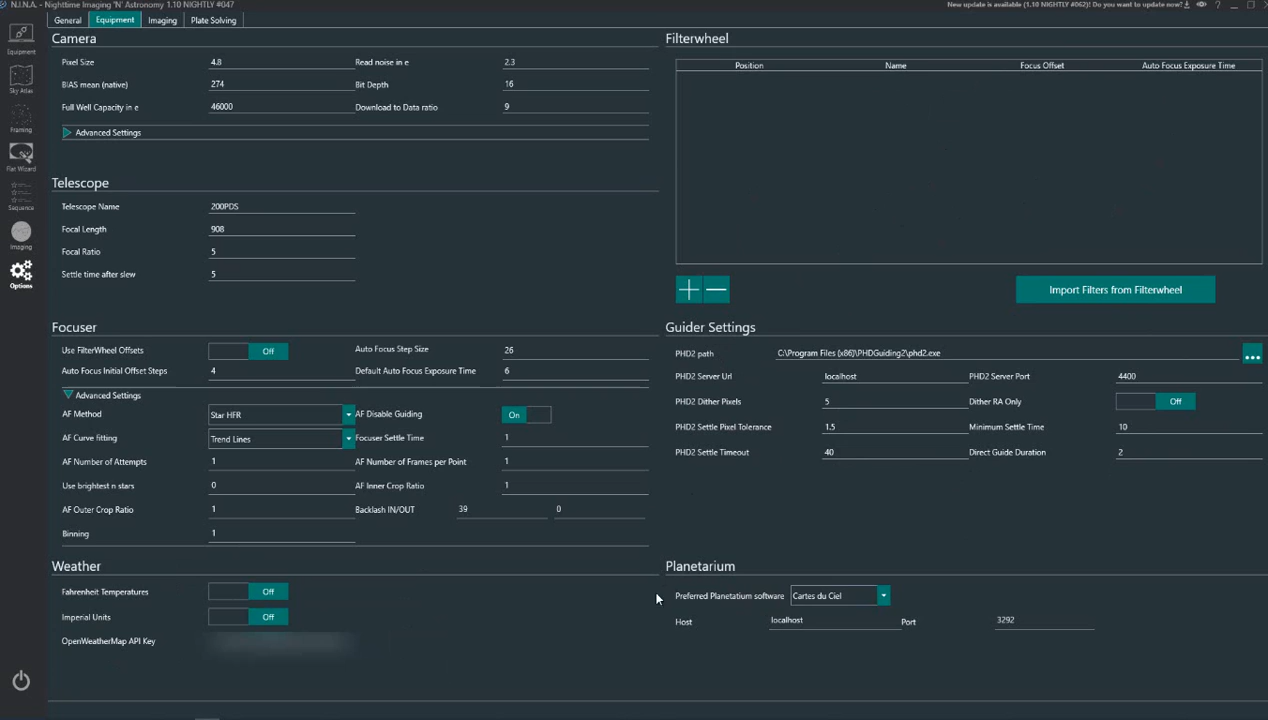 N.I.N.A. - Nighttime Imaging 'N' Astronomy 1.10 NIGHTLY #047
New update is available (1.10 NIGHTLY #062)! Do you want to update now?
General Equipment Imaging Plate Solving
Equipment
Sky Atlas
Framing
Flat Wizard
Sequence
Imaging
Options
Camera
Pixel Size 4.8 Read noise in e 2.3
BIAS mean (native) 274 Bit Depth 16
Full Well Capacity in e 46000 Download to Data ratio 9
Advanced Settings
Telescope
Telescope Name 200PDS
Focal Length 908
Focal Ratio 5
Settle time after slew 5
Focuser
Use FilterWheel Offsets Off Auto Focus Step Size 26
Auto Focus Initial Offset Steps 4 Default Auto Focus Exposure Time 6
Advanced Settings
AF Method Star HFR AF Disable Guiding On
AF Curve fitting Trend Lines Focuser Settle Time 1
AF Number of Attempts 1 AF Number of Frames per Point 1
Use brightest n stars 0 AF Inner Crop Ratio 1
AF Outer Crop Ratio 1 Backlash IN/OUT 39 0
Binning 1
Weather
Fahrenheit Temperatures Off
Imperial Units Off
OpenWeatherMap API Key
Filterwheel
Position Name Focus Offset Auto Focus Exposure Time
Import Filters from Filterwheel
Guider Settings
PHD2 path C:\Program Files (x86)\PHDGuiding2\phd2.exe ...
PHD2 Server Url localhost PHD2 Server Port 4400
PHD2 Dither Pixels 5 Dither RA Only Off
PHD2 Settle Pixel Tolerance 1.5 Minimum Settle Time 10
PHD2 Settle Timeout 40 Direct Guide Duration 2
Planetarium
Preferred Planetatium software Cartes du Ciel
Host localhost Port 3292